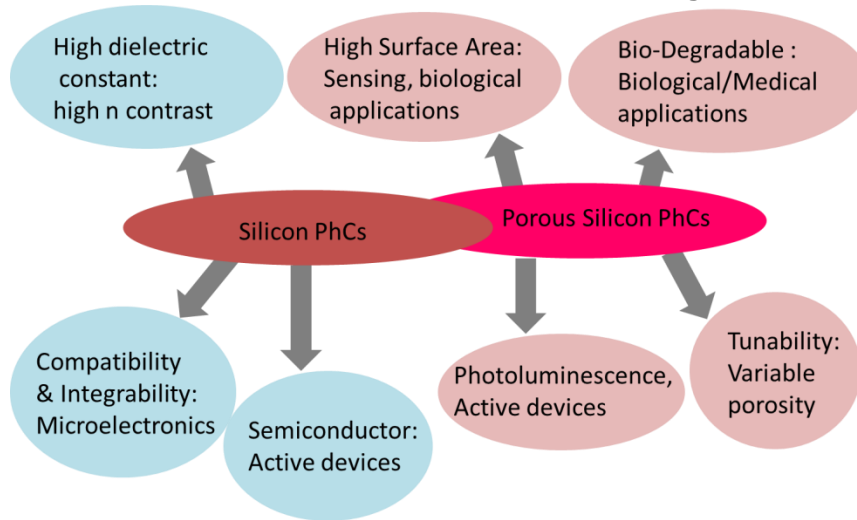 High dielectric
constant:
high n contrast
High Surface Area:
Sensing, biological
applications
Bio-Degradable :
Biological/Medical
applications
Silicon PhCs
Porous Silicon PhCs
Compatibility
& Integrability:
Microelectronics
Semiconductor:
Active devices
Photoluminescence,
Active devices
Tunability:
Variable
porosity